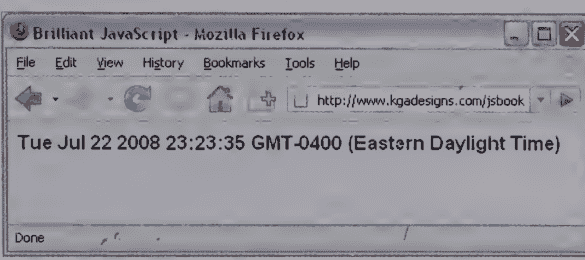 Brilliant JavaScript - Mozilla Firefox
File Edit View History Bookmarks Tools Help
http://www.kgadesigns.com/jsbook
Tue Jul 22 2008 23:23:35 GMT-0400 (Eastern Daylight Time)
Done